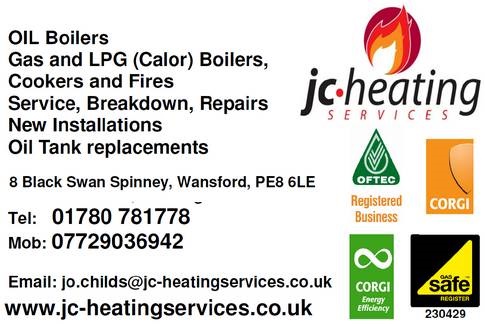 OIL Boilers
Gas and LPG (Calor) Boilers,
Cookers and Fires
Service, Breakdown, Repairs
New Installations
Oil Tank replacements
jc·heating
SERVICES
8 Black Swan Spinney, Wansford, PE8 6LE
Tel: 01780 781778
Mob: 07729036942
Email: jo.childs@jc-heatingservices.co.uk
www.jc-heatingservices.co.uk
OFTEC
Registered
Business
CORGI
CORGI
Energy
Efficiency
GAS
safe
REGISTER
230429